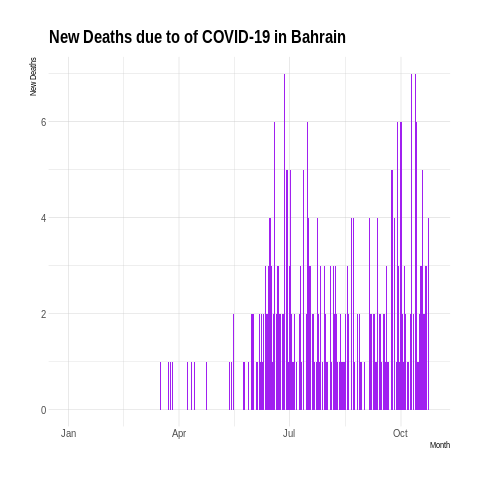 New Deaths due to of COVID-19 in Bahrain
New Deaths
6
4
2
0
Jan Apr Jul Oct
Month